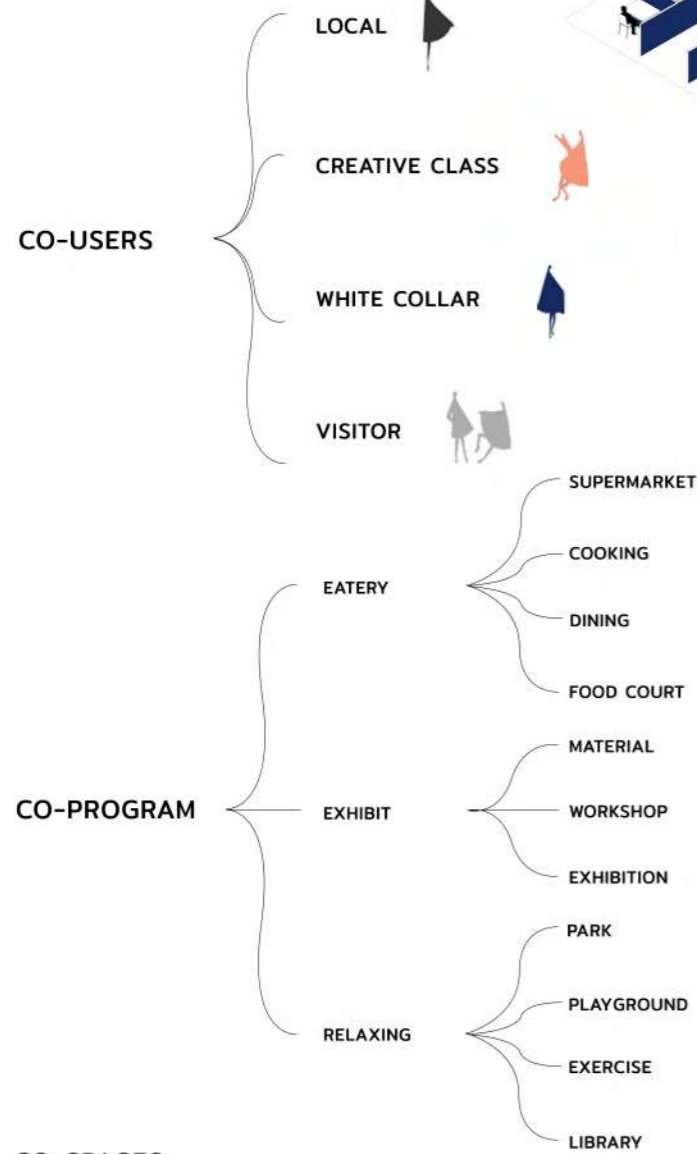 LOCAL
CREATIVE CLASS
CO-USERS
WHITE COLLAR
VISITOR
SUPERMARKET
COOKING
EATERY
DINING
FOOD COURT
MATERIAL
CO-PROGRAM
EXHIBIT
WORKSHOP
EXHIBITION
PARK
PLAYGROUND
RELAXING
EXERCISE
LIBRARY